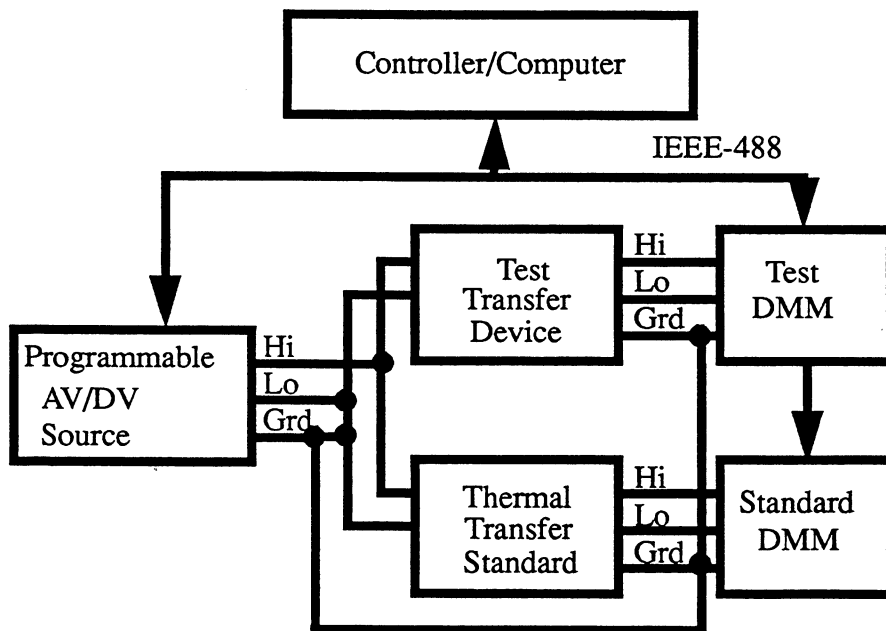 Controller/Computer
IEEE-488
Test
Transfer
Device
Hi
Lo
Grd
Test
DMM
Programmable
AV/DV
Source
Hi
Lo
Grd
Thermal
Transfer
Standard
Hi
Lo
Grd
Standard
DMM